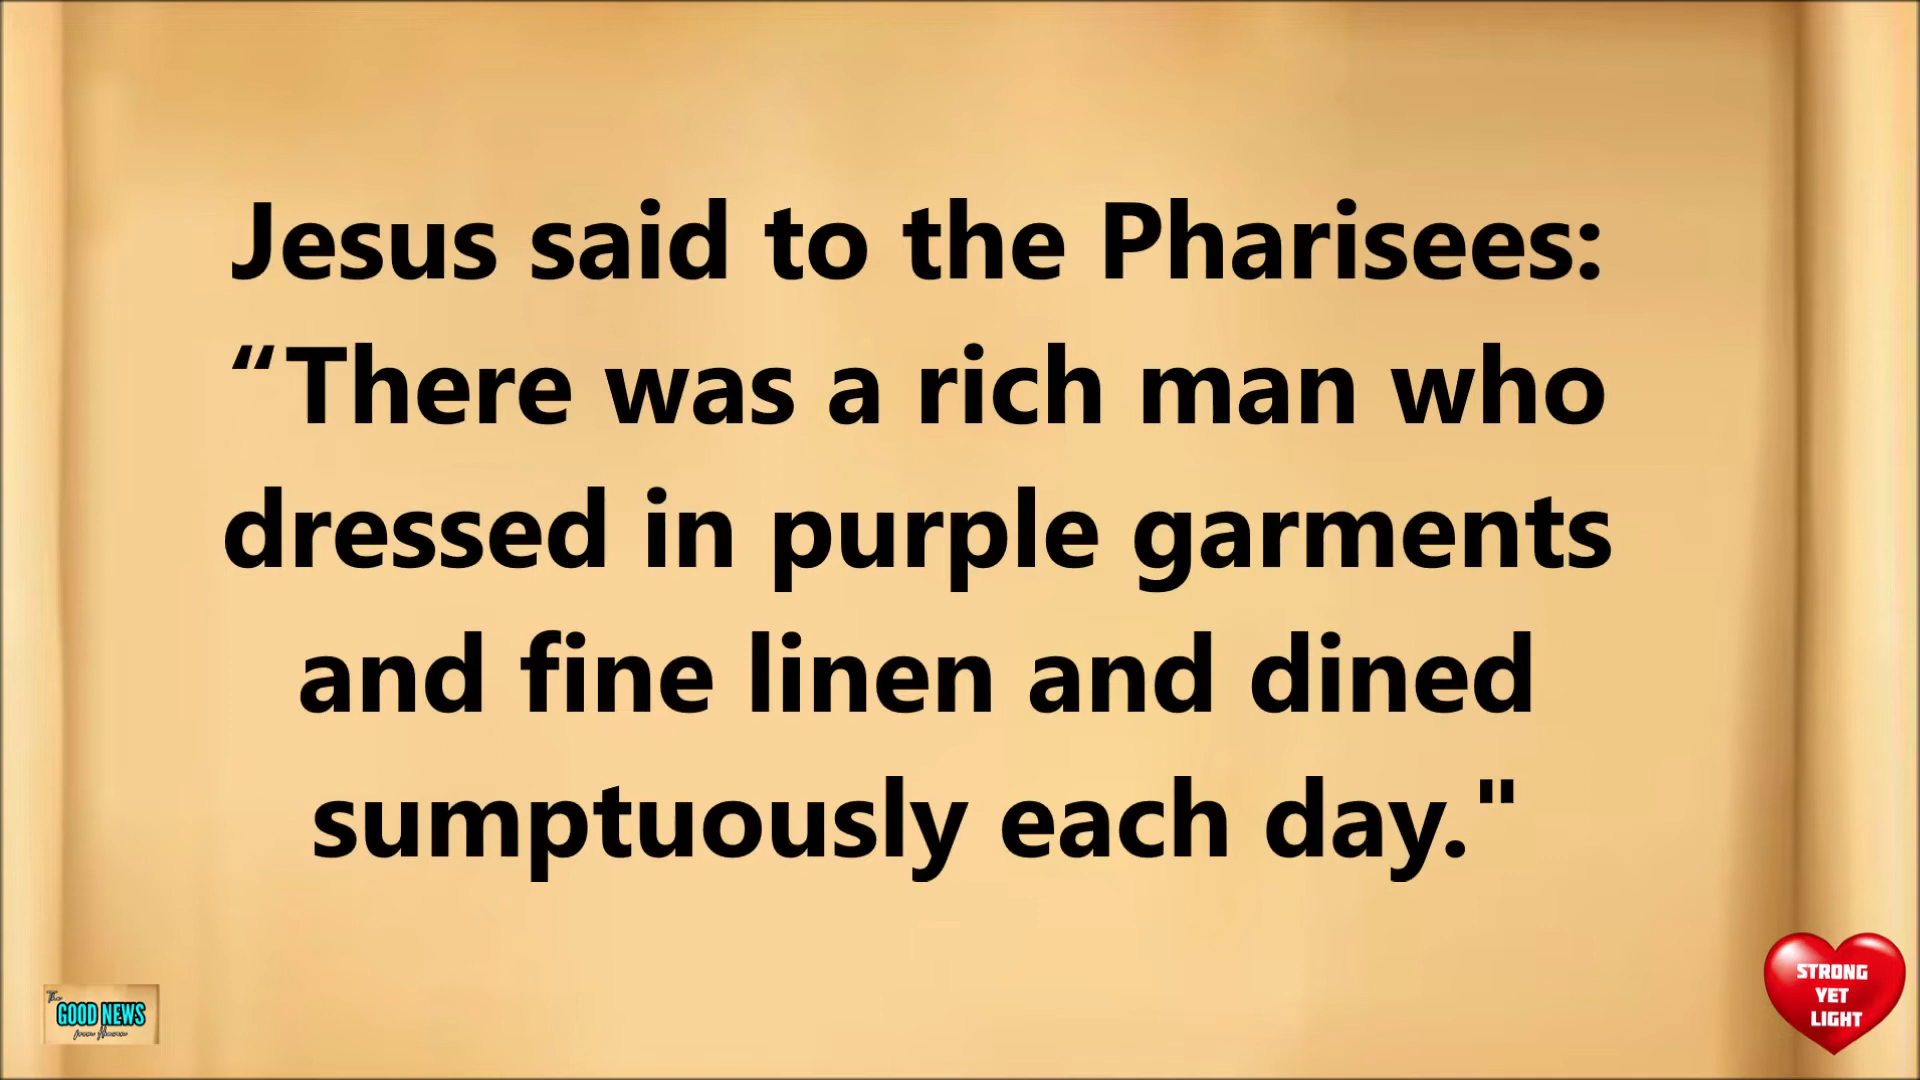 Jesus said to the Pharisees:
“There was a rich man who
dressed in purple garments
and fine linen and dined
sumptuously each day."
The
GOOD NEWS
STRONG
YET
LIGHT